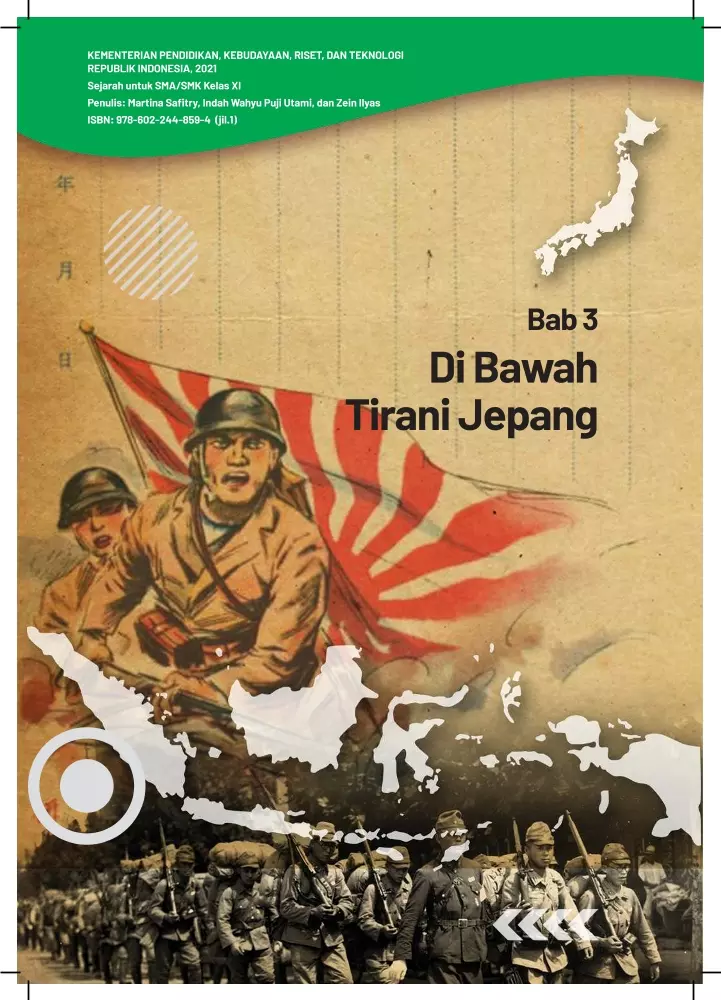 KEMENTERIAN PENDIDIKAN, KEBUDAYAAN, RISET, DAN TEKNOLOGI
REPUBLIK INDONESIA, 2021
Sejarah untuk SMA/SMK Kelas XI
Penulis: Martina Safitry, Indah Wahyu Puji Utami, dan Zein Ilyas
ISBN: 978-602-244-859-4 (jil.1)
年
月
日
Bab 3
Di Bawah
Tirani Jepang